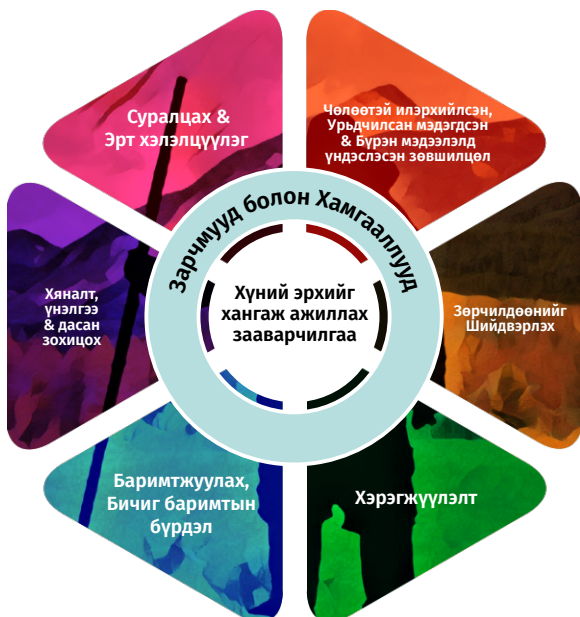 Суралцах &
Эрт хэлэлцүүлэг
Чөлөөтэй илэрхийлсэн,
Урьдчилсан мэдэгдсэн
& Бүрэн мэдээлэлд
үндэслэсэн зөвшилцөл
Зарчмууд болон Хамгааллууд
Хүний эрхийг
хангаж ажиллах
зааварчилгаа
Хяналт,
үнэлгээ
& дасан
зохицох
Зөрчилдөөнийг
Шийдвэрлэх
Баримтжуулах,
Бичиг баримтын
бүрдэл
Хэрэгжүүлэлт